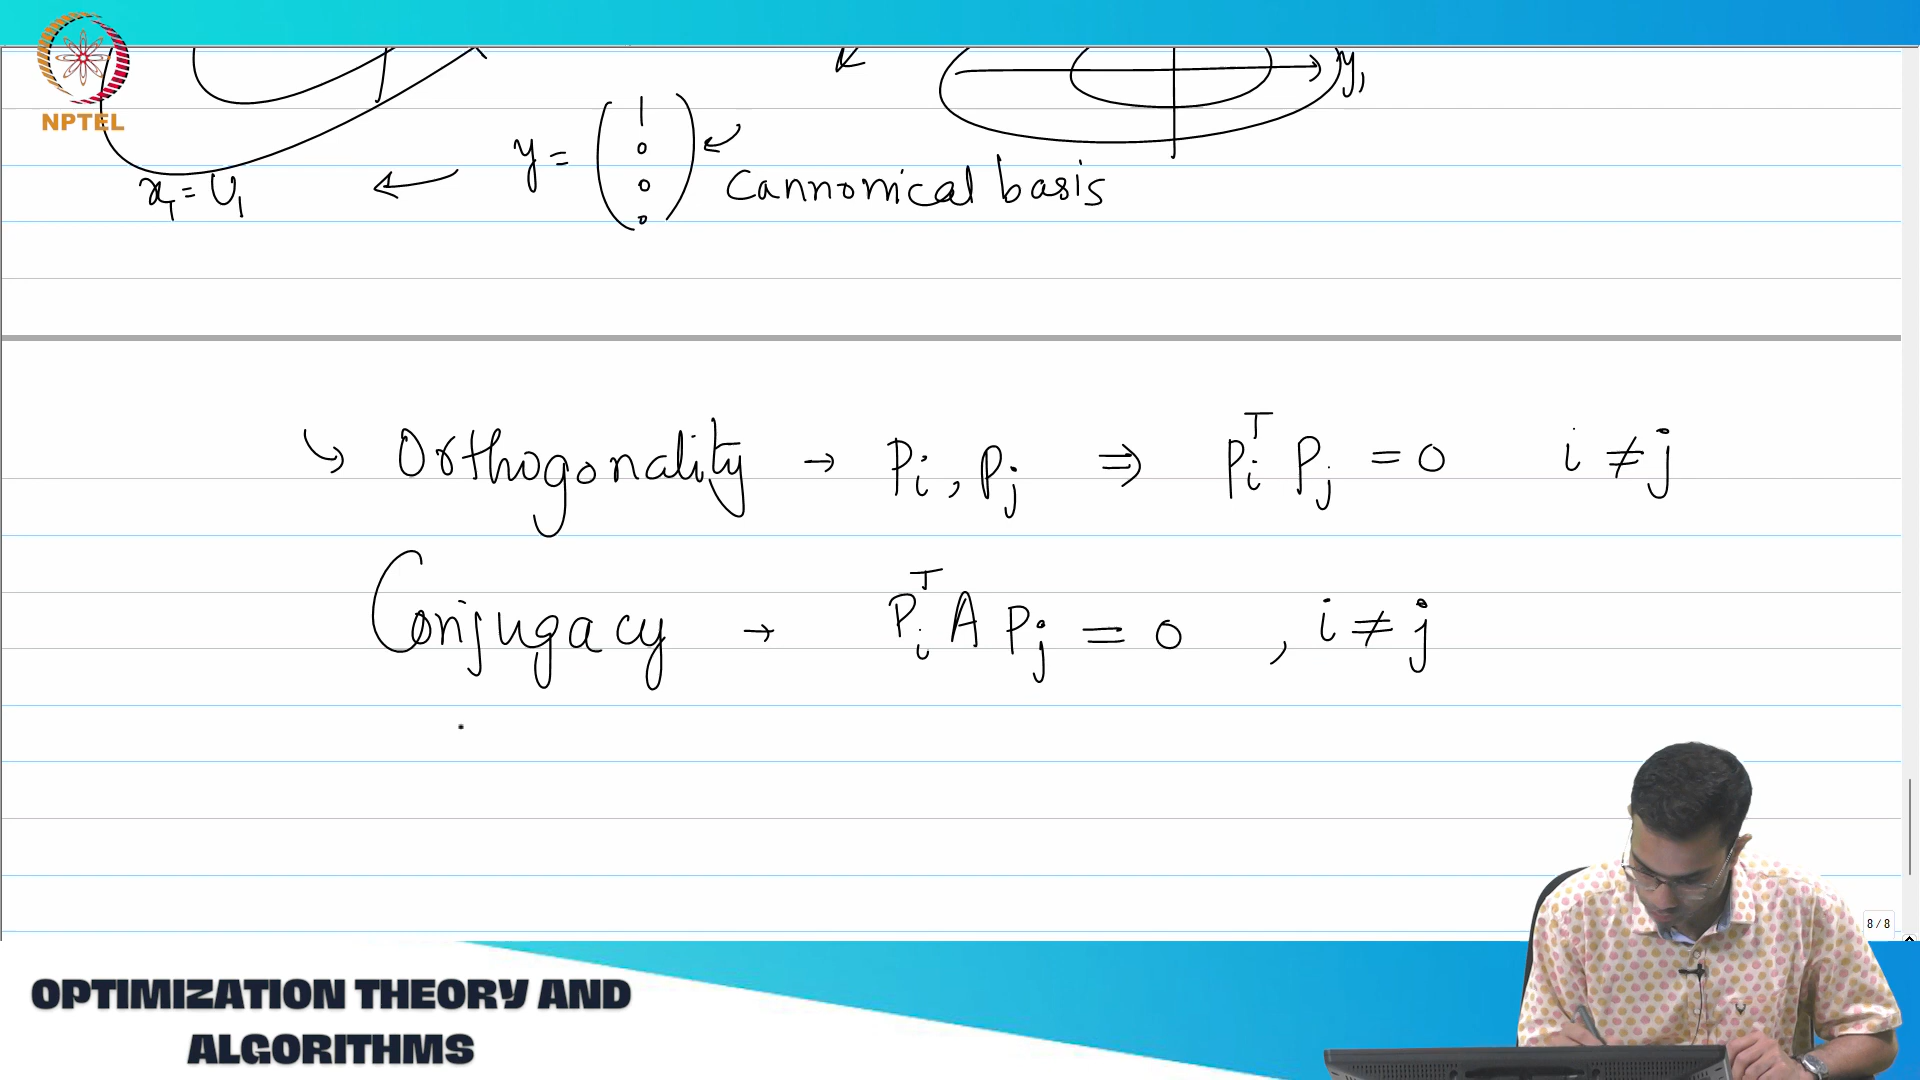 NPTEL
y₁
y = (1 0 0 0)
x₁ = U₁ ← Cannonical basis
↳ Orthogonality → Pᵢ, Pⱼ ⇒ Pᵢᵀ Pⱼ = 0 i ≠ j
Conjugacy → Pᵢᵀ A Pⱼ = 0 , i ≠ j
8 / 8
OPTIMIZATION THEORY AND
ALGORITHMS